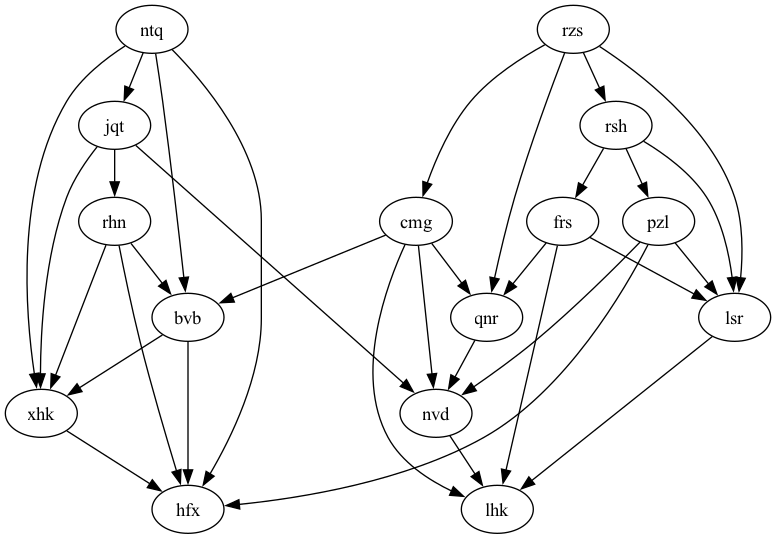 ntq
rzs
jqt
rsh
rhn
cmg
frs
pzl
bvb
qnr
lsr
xhk
nvd
hfx
lhk